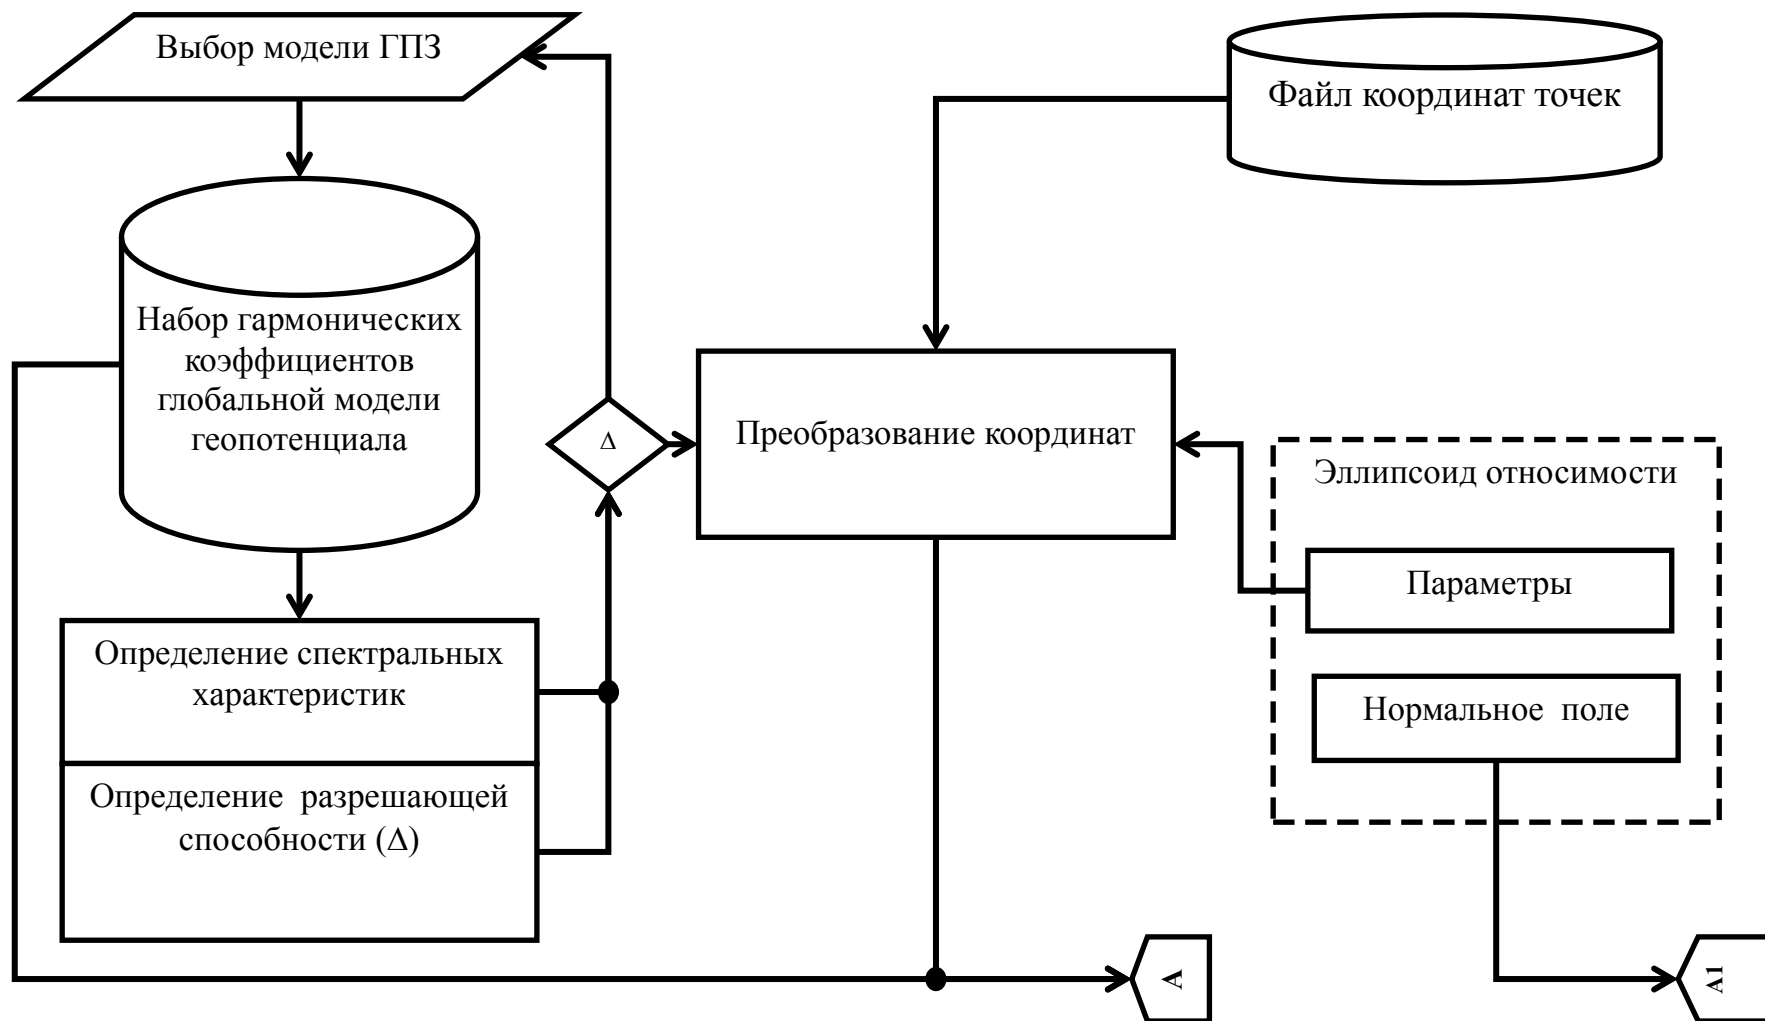 Выбор модели ГПЗ
Файл координат точек
Набор гармонических
коэффициентов
глобальной модели
геопотенциала
Δ
Преобразование координат
Эллипсоид относимости
Параметры
Нормальное поле
Определение спектральных
характеристик
Определение разрешающей
способности (Δ)
А
А1